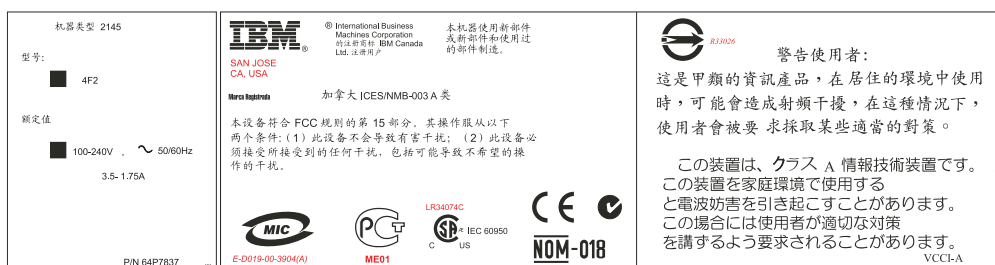 机器类型 2145
型号:
4F2
额定值
100-240V , ~ 50/60Hz
3.5- 1.75A
P/N 64P7837
IBM®
SAN JOSE
CA, USA
Marca Registrada
® International Business
Machines Corporation
的注册商标 IBM Canada
Ltd. 注册用户
本机器使用新部件
或新部件和使用过
的部件制造。
加拿大 ICES/NMB-003 A 类
本设备符合 FCC 规则的第 15 部分。其操作服从以下
两个条件:(1) 此设备不会导致有害干扰; (2) 此设备必
须接受所接受到的任何干扰，包括可能导致不希望的操
作的干扰。
MIC
E-D019-00-3904(A)
PCT
ME01
LR34074C
SA
C US
IEC 60950
CE
NOM-018
R33026
警告使用者:
這是甲類的資訊產品，在居住的環境中使用
時，可能會造成射頻干擾，在這種情況下，
使用者會被要 求採取某些適當的對策。
この装置は、クラス A 情報技術装置です。
この装置を家庭環境で使用する
と電波妨害を引き起こすことがあります。
この場合には使用者が適切な対策
を講ずるよう要求されることがあります。
VCCI-A